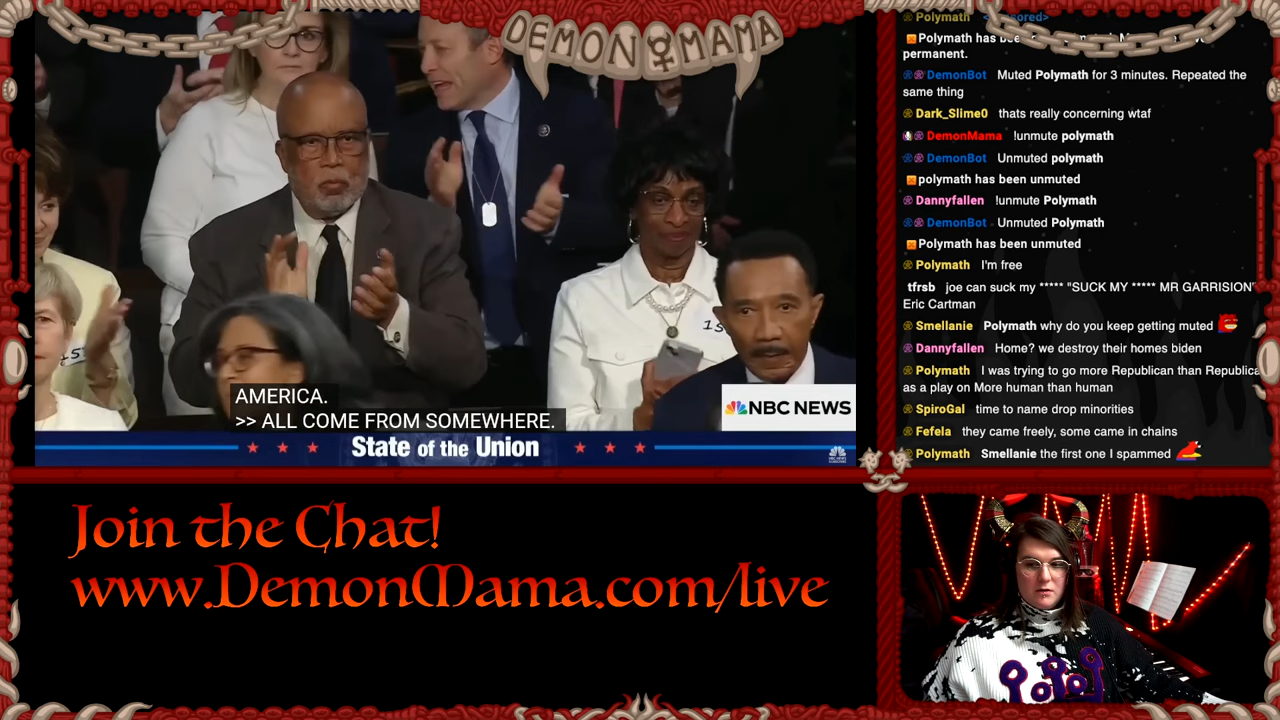 DEMON MAMA
AMERICA.
>> ALL COME FROM SOMEWHERE.
NBC NEWS
State of the Union
Join the Chat!
www.DemonMama.com/live
Polymath
permanent.
DemonBot Muted Polymath for 3 minutes. Repeated the
same thing
Dark_Slime0 thats really concerning wtaf
DemonMama !unmute polymath
DemonBot Unmuted polymath
polymath has been unmuted
Dannyfallen !unmute Polymath
DemonBot Unmuted Polymath
Polymath has been unmuted
Polymath I'm free
tfrsb joe can suck my ***** "SUCK MY ***** MR GARRISION"
Eric Cartman
Smellanie Polymath why do you keep getting muted
Dannyfallen Home? we destroy their homes biden
Polymath I was trying to go more Republican than
as a play on More human than human
SpiroGal time to name drop minorities
Fefela they came freely, some came in chains
Polymath Smellanie the first one I spammed